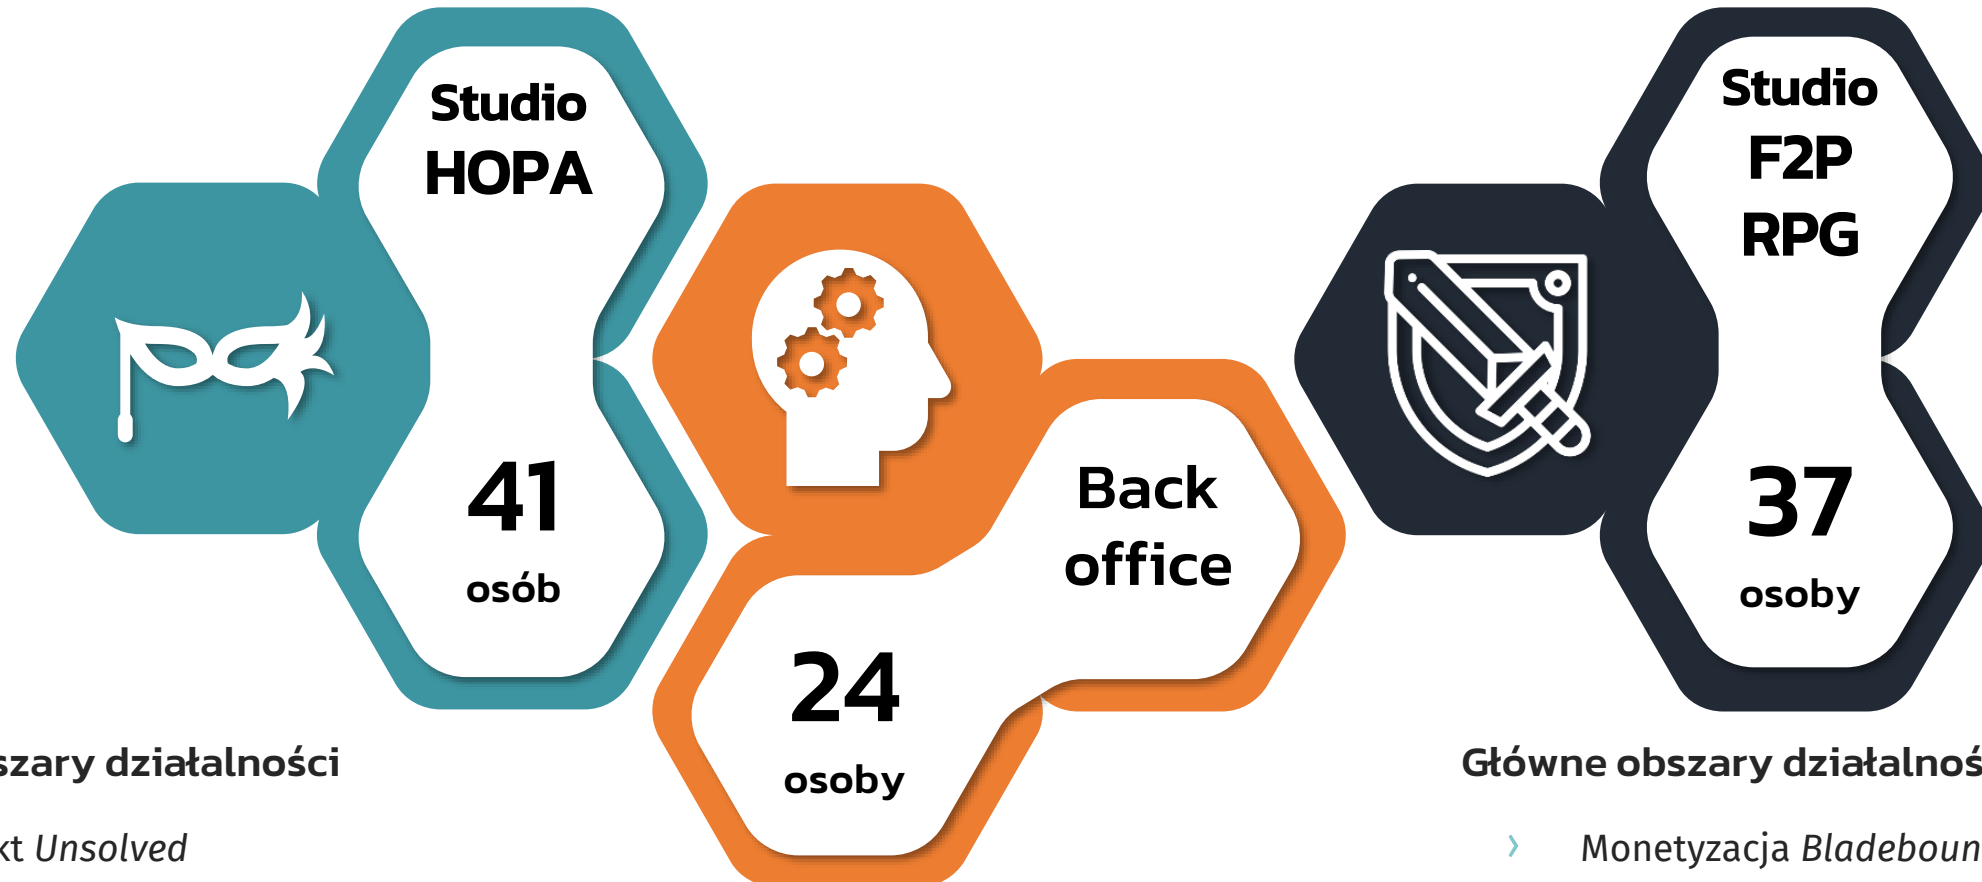 Studio
HOPA
41
osób
24
osoby
Back
office
Studio
F2P
RPG
37
osoby
szary działalności
kt Unsolved
Główne obszary działalnoś
› Monetyzacja Bladeboun